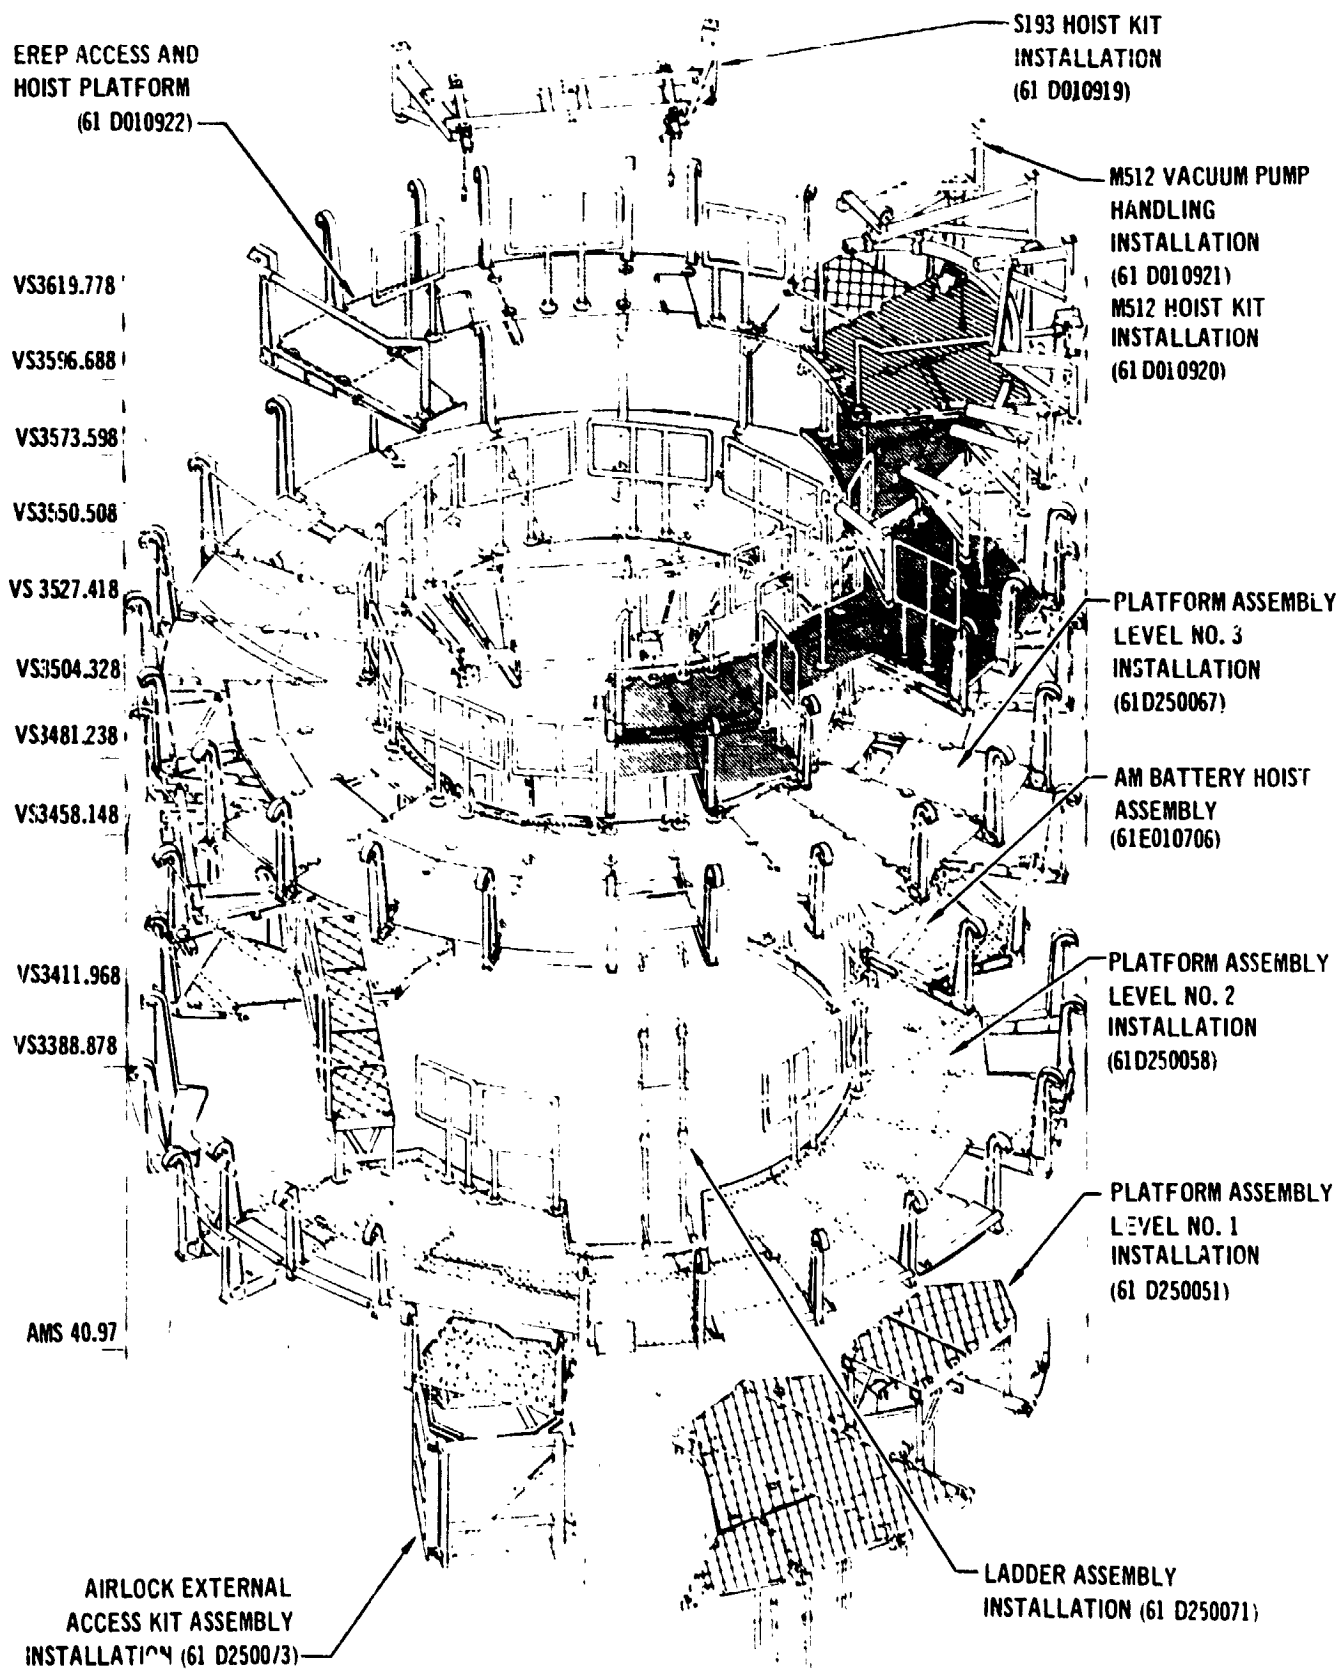 EREP ACCESS AND
HOIST PLATFORM
(61 D010922)
S193 HOIST KIT
INSTALLATION
(61 D010919)
M512 VACUUM PUMP
HANDLING
INSTALLATION
(61 D010921)
M512 HOIST KIT
INSTALLATION
(61 D010920)
VS3619.778
VS3596.688
VS3573.598
VS3550.508
VS 3527.418
VS3504.328
VS3481.238
VS3458.148
VS3411.968
VS3388.878
AMS 40.97
PLATFORM ASSEMBLY
LEVEL NO. 3
INSTALLATION
(61D250067)
AM BATTERY HOIST
ASSEMBLY
(61E010706)
PLATFORM ASSEMBLY
LEVEL NO. 2
INSTALLATION
(61D250058)
PLATFORM ASSEMBLY
LEVEL NO. 1
INSTALLATION
(61 D250051)
LADDER ASSEMBLY
INSTALLATION (61 D250071)
AIRLOCK EXTERNAL
ACCESS KIT ASSEMBLY
INSTALLATION (61 D250073)